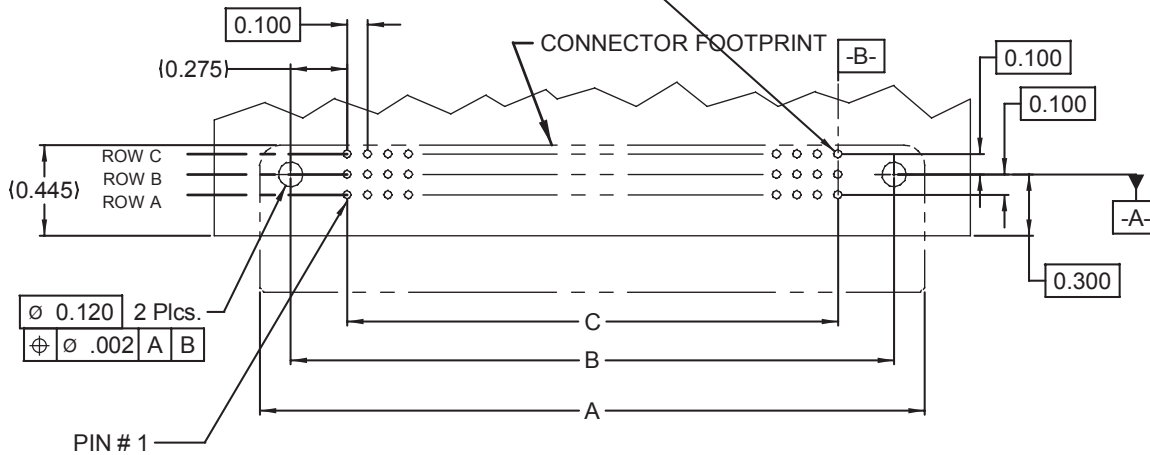 0.100
CONNECTOR FOOTPRINT
-B-
0.100
(0.275)
0.100
ROW C
ROW B
ROW A
(0.445)
-A-
0.300
Ø 0.120 2 Plcs.
⌖ Ø .002 A B
C
B
A
PIN # 1